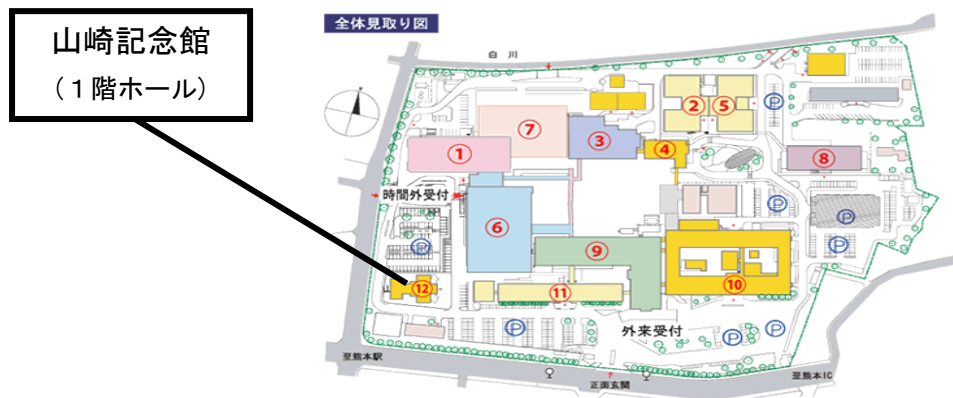 山崎記念館
（１階ホール）
全体見取り図
白川
②
⑤
Ⓟ
⑦
③
①
④
⑧
時間外受付
Ⓟ
Ⓟ
⑥
Ⓟ
⑨
Ⓟ
⑩
⑫
⑪
外来受付
Ⓟ
Ⓟ
Ⓟ
至熊本駅
正面玄関
至熊本IC